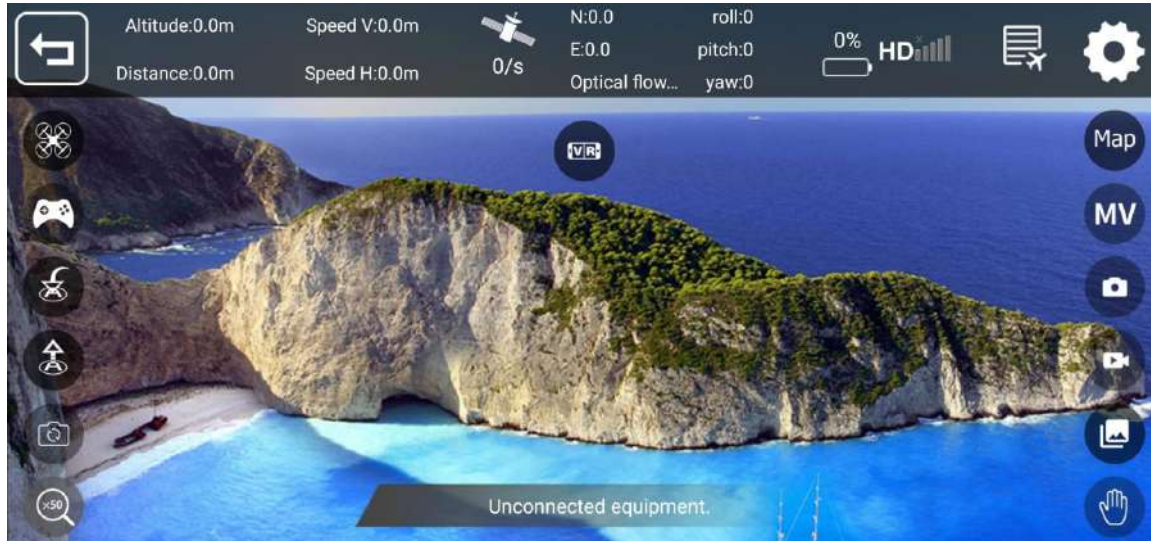 Altitude:0.0m
Speed V:0.0m
N:0.0
roll:0
0%
HD
E:0.0
pitch:0
Distance:0.0m
Speed H:0.0m
0/s
Optical flow...
yaw:0
VR
Map
MV
×50
Unconnected equipment.